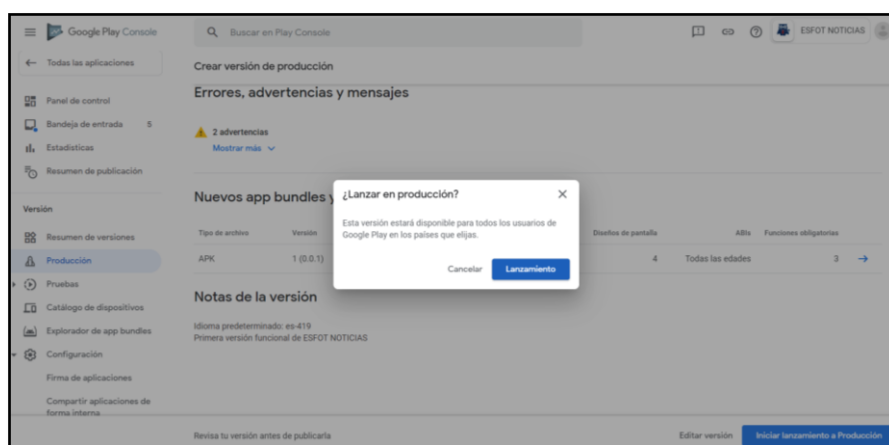 Google Play Console
Buscar en Play Console
ESFOT NOTICIAS
Todas las aplicaciones
Panel de control
Bandeja de entrada 5
Estadísticas
Resumen de publicación
Versión
Resumen de versiones
Producción
Pruebas
Catálogo de dispositivos
Explorador de app bundles
Configuración
Firma de aplicaciones
Compartir aplicaciones de
forma interna
Crear versión de producción
Errores, advertencias y mensajes
2 advertencias
Mostrar más
Nuevos app bundles y
Tipo de archivo Versión Diseños de pantalla ABIs Funciones obligatorias
APK 1 (0.0.1) 4 Todas las edades 3
Notas de la versión
Idioma predeterminado: es-419
Primera versión funcional de ESFOT NOTICIAS
¿Lanzar en producción?
Esta versión estará disponible para todos los usuarios de
Google Play en los países que elijas.
Cancelar Lanzamiento
Revisa tu versión antes de publicarla
Editar versión Iniciar lanzamiento a Producción